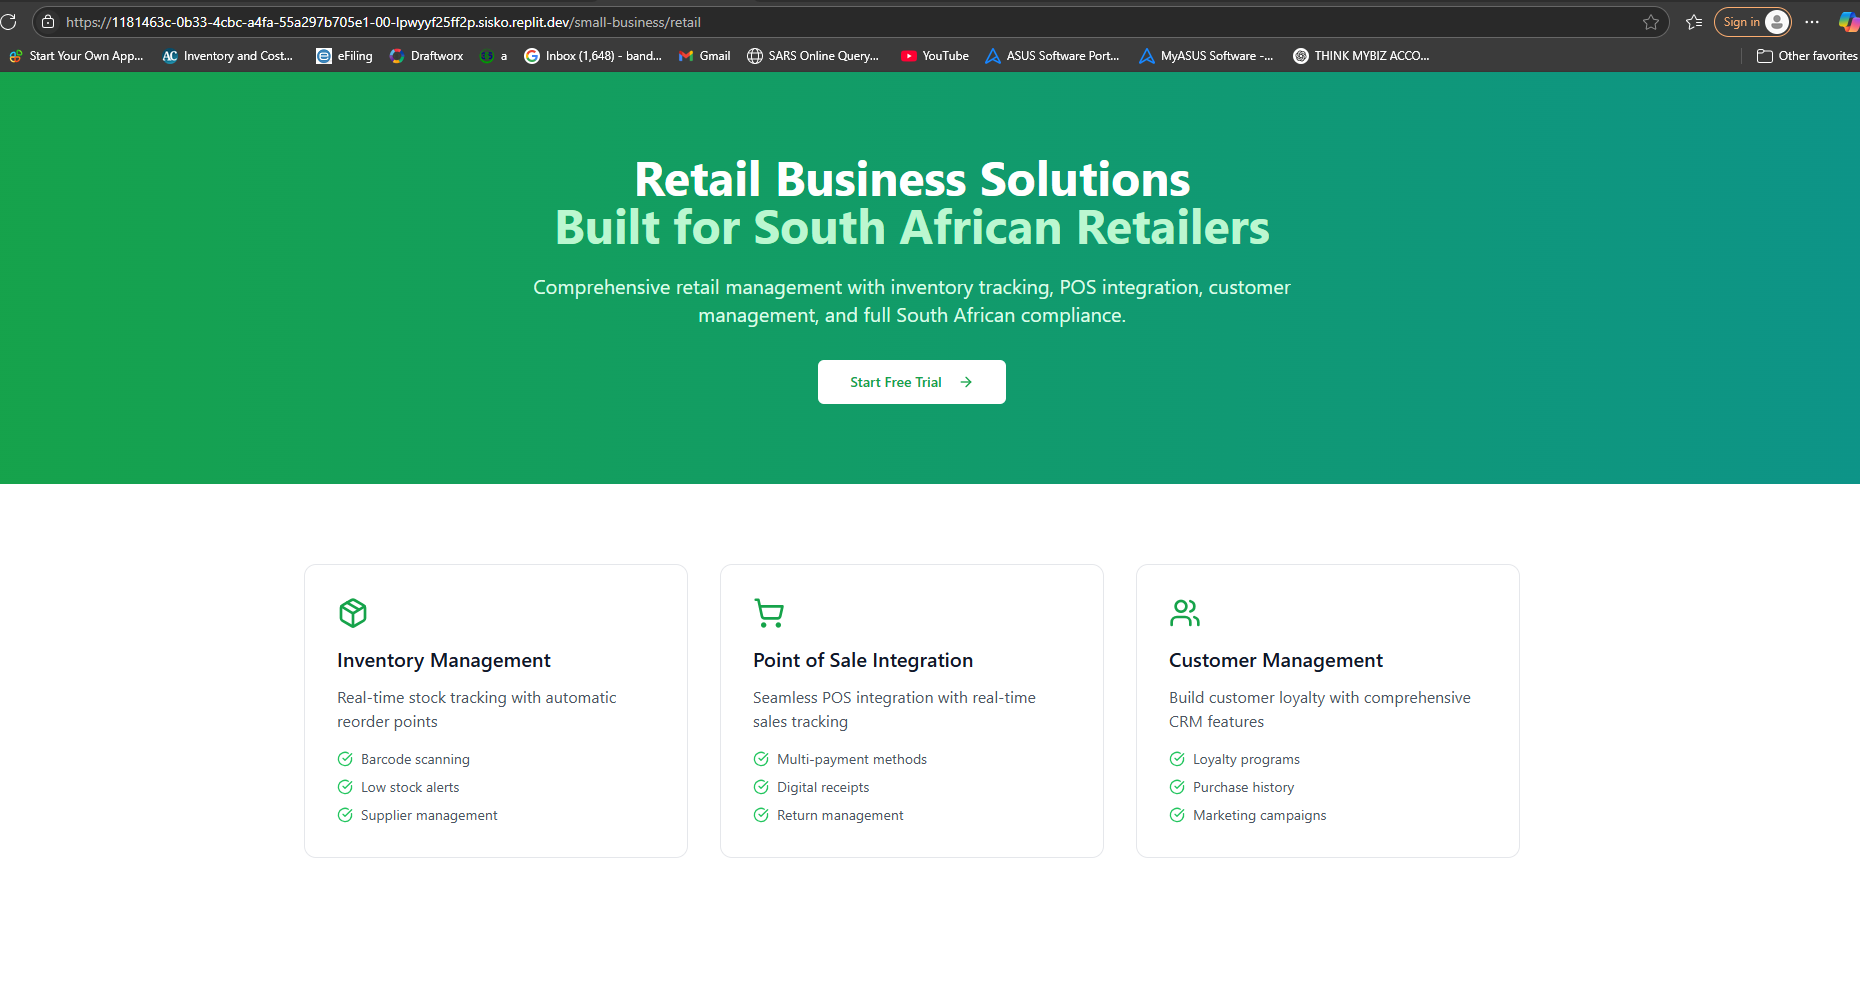 https://1181463c-0b33-4cbc-a4fa-55a297b705e1-00-lpwyyf25ff2p.sisko.replit.dev/small-business/retail
Sign in
Start Your Own App...
AC Inventory and Cost...
eFiling
Draftworx
a
Inbox (1,648) - band...
Gmail
SARS Online Query...
YouTube
ASUS Software Port...
MyASUS Software -...
THINK MYBIZ ACCO...
Other favorites
Retail Business Solutions
Built for South African Retailers
Comprehensive retail management with inventory tracking, POS integration, customer
management, and full South African compliance.
Start Free Trial
Inventory Management
Real-time stock tracking with automatic
reorder points
Barcode scanning
Low stock alerts
Supplier management
Point of Sale Integration
Seamless POS integration with real-time
sales tracking
Multi-payment methods
Digital receipts
Return management
Customer Management
Build customer loyalty with comprehensive
CRM features
Loyalty programs
Purchase history
Marketing campaigns